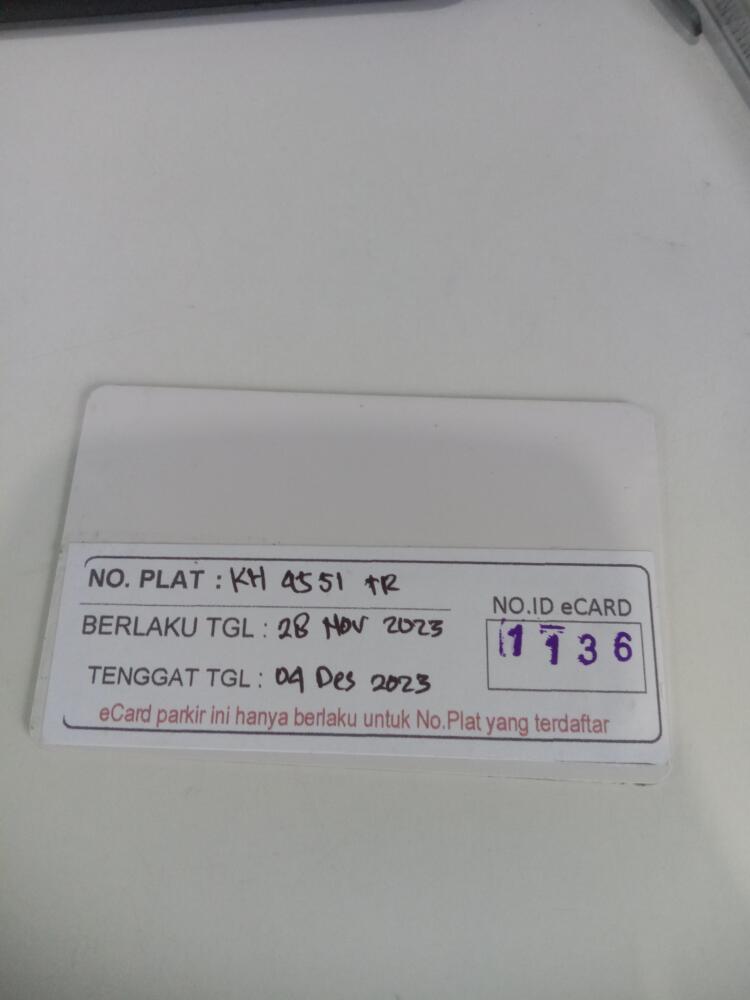 NO. PLAT : KH 4551 TR
BERLAKU TGL : 28 Nov 2023
TENGGAT TGL : 04 Des 2023
NO.ID eCARD
1136
eCard parkir ini hanya berlaku untuk No.Plat yang terdaftar